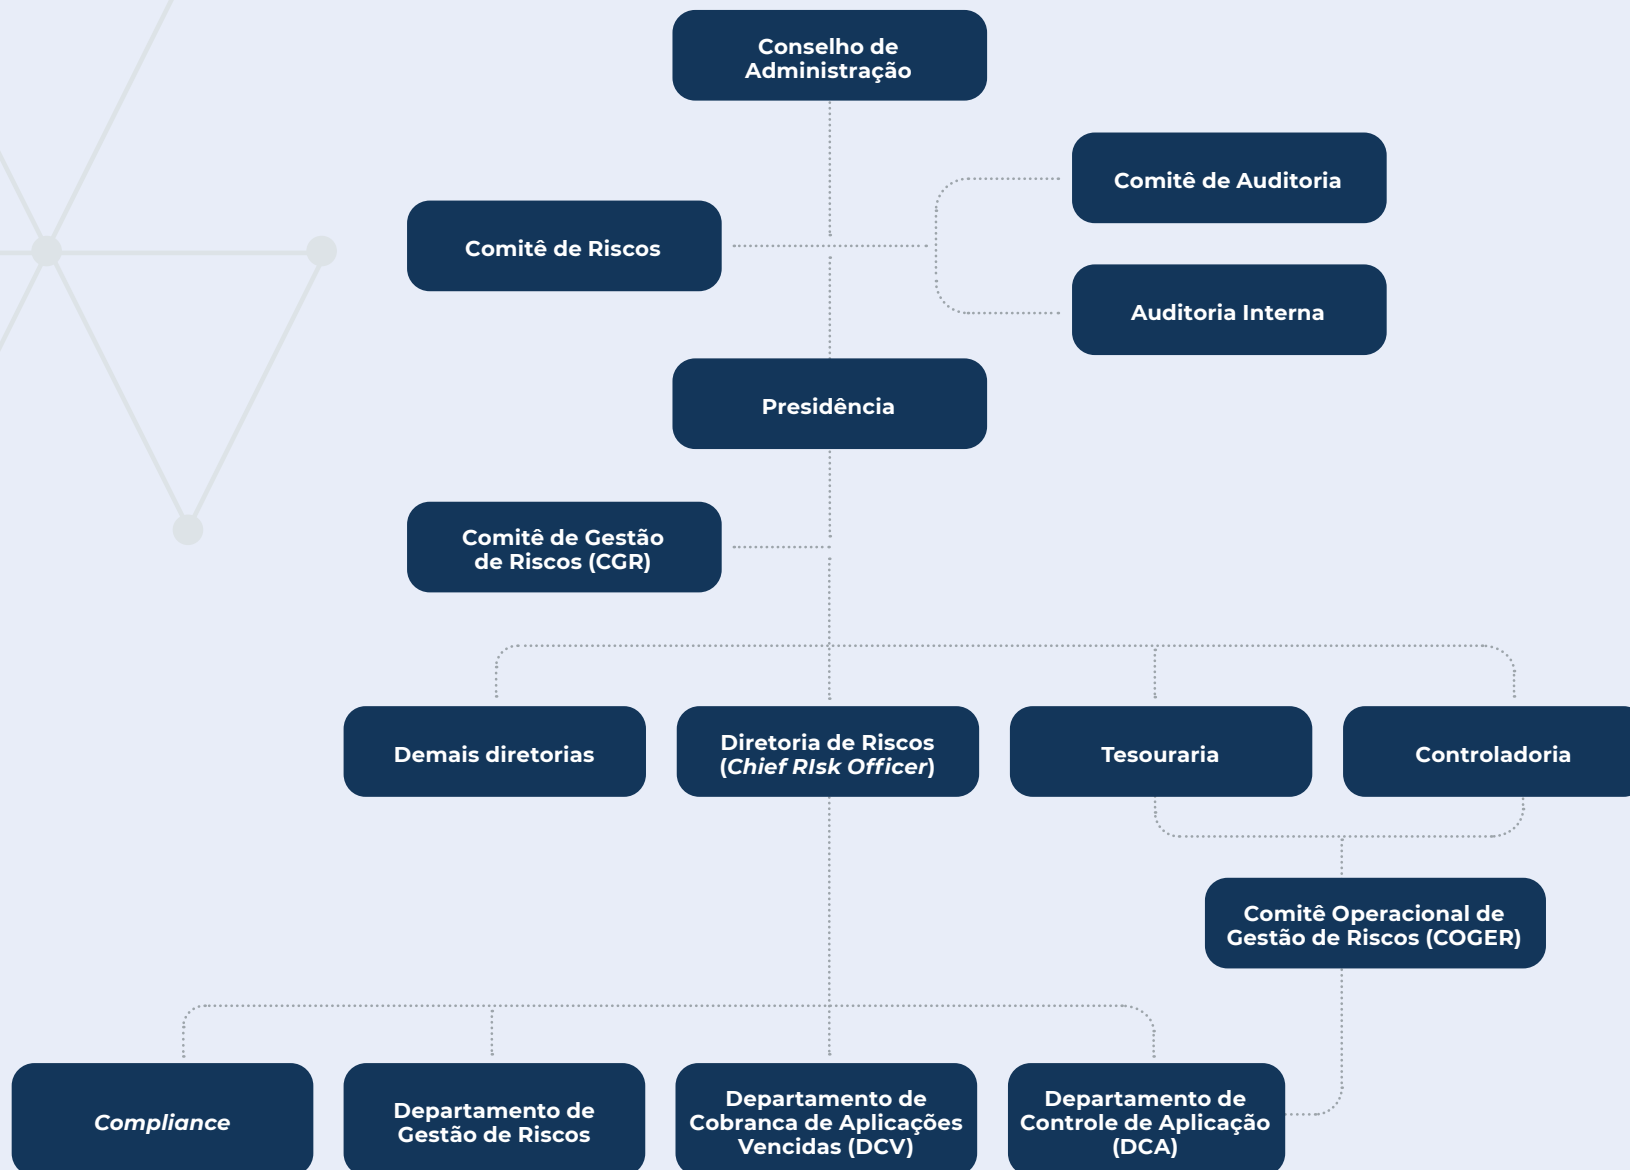 Conselho de
Administração
Comitê de Auditoria
Comitê de Riscos
Auditoria Interna
Presidência
Comitê de Gestão
de Riscos (CGR)
Demais diretorias
Diretoria de Riscos
(Chief RIsk Officer)
Tesouraria
Controladoria
Comitê Operacional de
Gestão de Riscos (COGER)
Compliance
Departamento de
Gestão de Riscos
Departamento de
Cobranca de Aplicações
Vencidas (DCV)
Departamento de
Controle de Aplicação
(DCA)